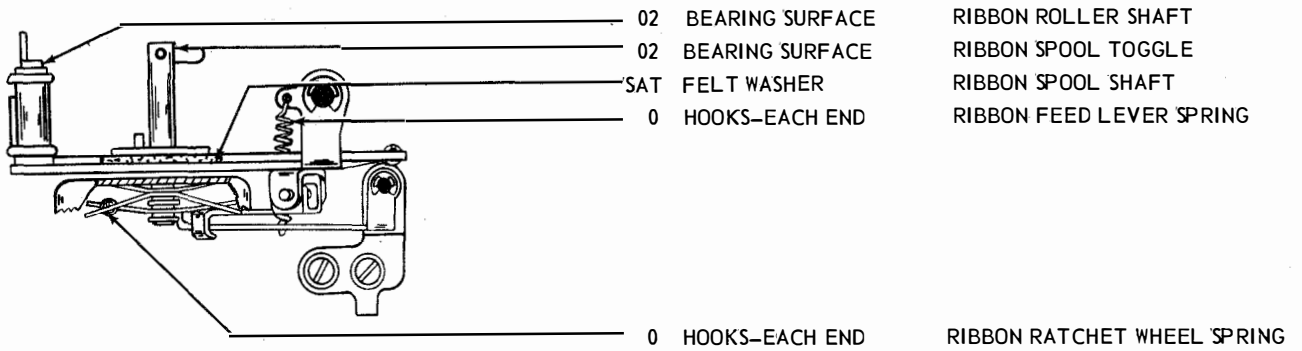 02 BEARING SURFACE RIBBON ROLLER SHAFT
02 BEARING SURFACE RIBBON SPOOL TOGGLE
SAT FELT WASHER RIBBON SPOOL SHAFT
0 HOOKS-EACH END RIBBON FEED LEVER SPRING
0 HOOKS-EACH END RIBBON RATCHET WHEEL SPRING